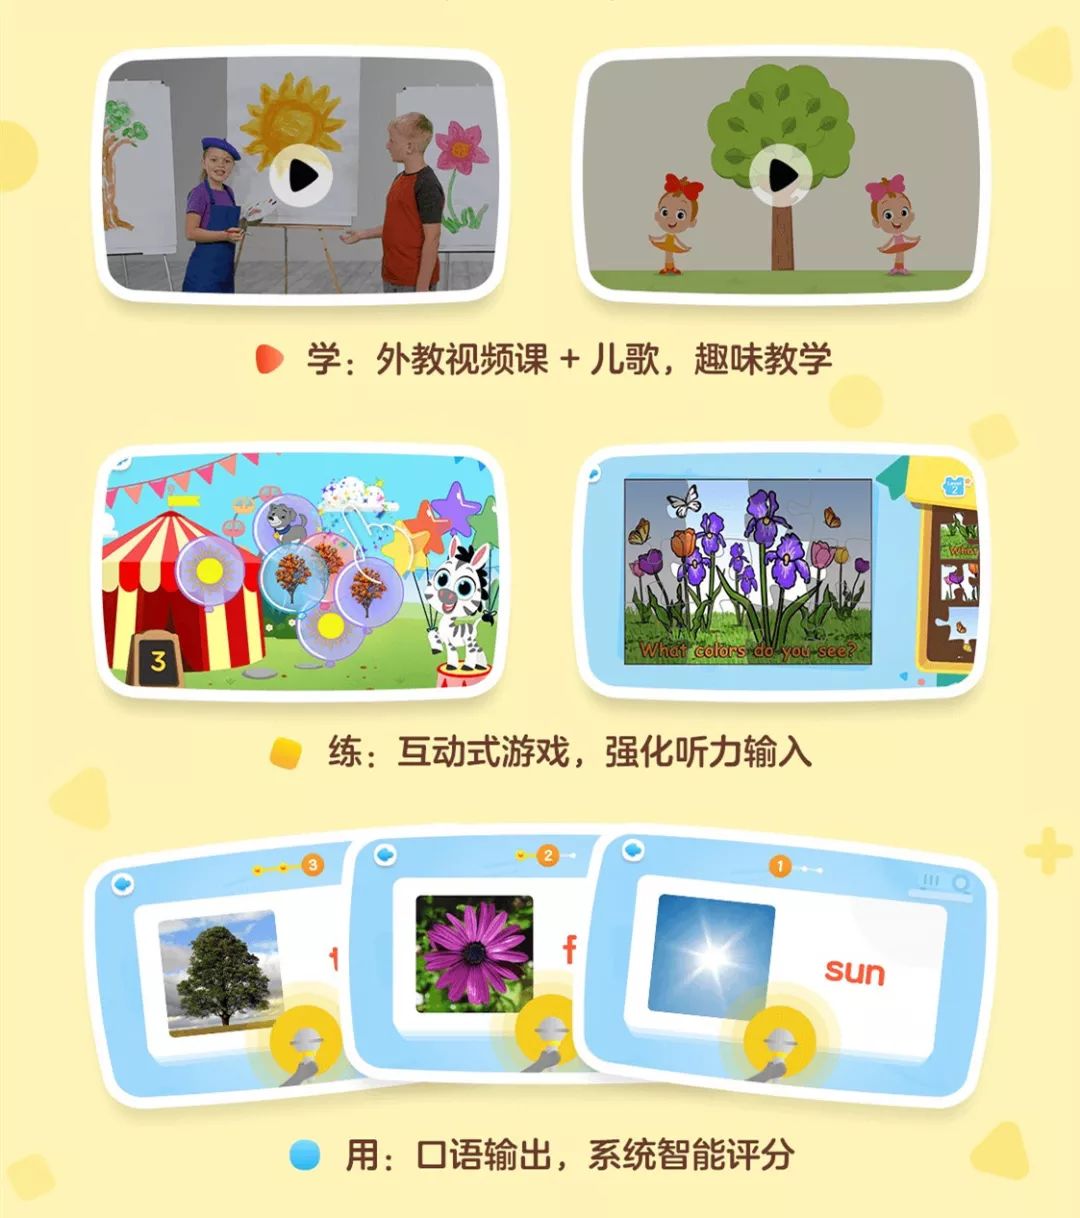 学：外教视频课 + 儿歌，趣味教学
3
What colors do you see?
Level
2
What
练：互动式游戏，强化听力输入
3
2
1
t
f
sun
用：口语输出，系统智能评分